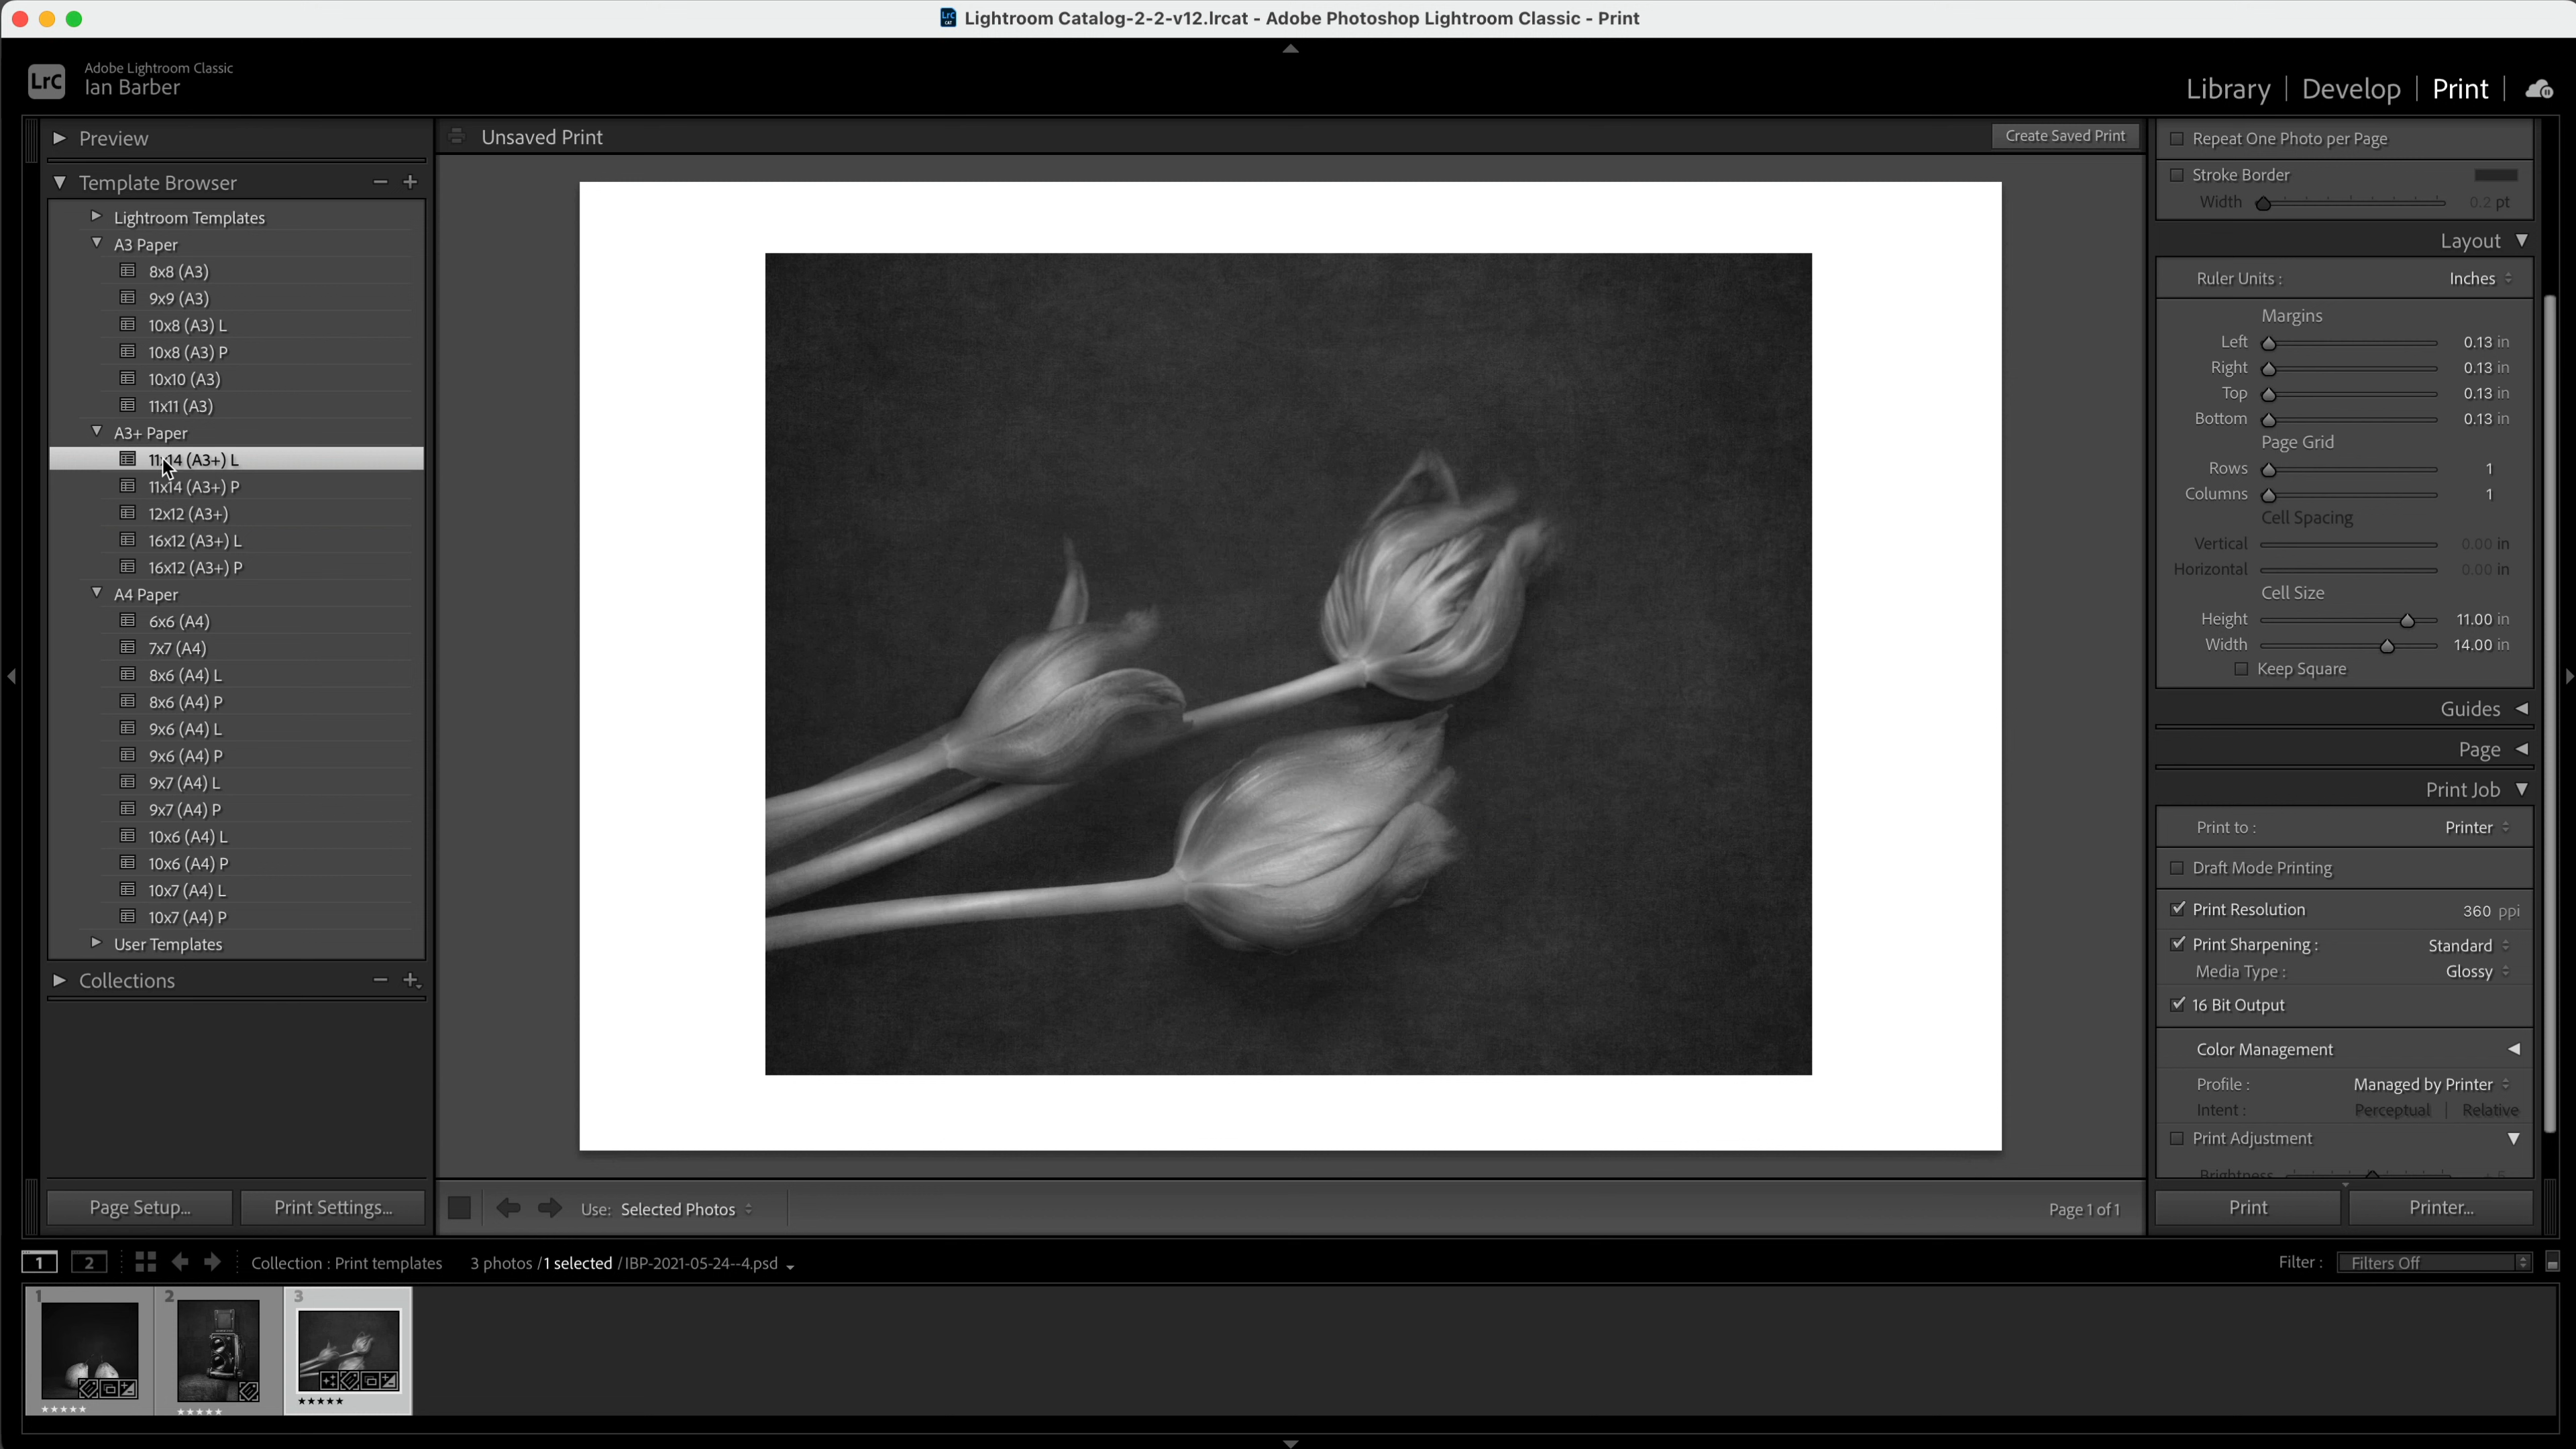 Lightroom Catalog-2-2-v12.lrcat - Adobe Photoshop Lightroom Classic - Print
LrC
Adobe Lightroom Classic
Ian Barber
Library | Develop | Print |
Preview
Template Browser
Lightroom Templates
A3 Paper
8x8 (A3)
9x9 (A3)
10x8 (A3) L
10x8 (A3) P
10x10 (A3)
11x11 (A3)
A3+ Paper
11x14 (A3+) L
11x14 (A3+) P
12x12 (A3+)
16x12 (A3+) L
16x12 (A3+) P
A4 Paper
6x6 (A4)
7x7 (A4)
8x6 (A4) L
8x6 (A4) P
9x6 (A4) L
9x6 (A4) P
9x7 (A4) L
9x7 (A4) P
10x6 (A4) L
10x6 (A4) P
10x7 (A4) L
10x7 (A4) P
User Templates
Collections
Page Setup...
Print Settings...
Unsaved Print
Create Saved Print
Use: Selected Photos
Page 1 of 1
Repeat One Photo per Page
Stroke Border
Width 0.2 pt
Layout
Ruler Units : Inches
Margins
Left 0.13 in
Right 0.13 in
Top 0.13 in
Bottom 0.13 in
Page Grid
Rows 1
Columns 1
Cell Spacing
Vertical 0.00 in
Horizontal 0.00 in
Cell Size
Height 11.00 in
Width 14.00 in
Keep Square
Guides
Page
Print Job
Print to : Printer
Draft Mode Printing
Print Resolution 360 ppi
Print Sharpening : Standard
Media Type : Glossy
16 Bit Output
Color Management
Profile : Managed by Printer
Intent : Perceptual | Relative
Print Adjustment
Brightness
Print
Printer...
1 2 Collection : Print templates 3 photos / 1 selected / IBP-2021-05-24--4.psd
Filter : Filters Off
1 2 3